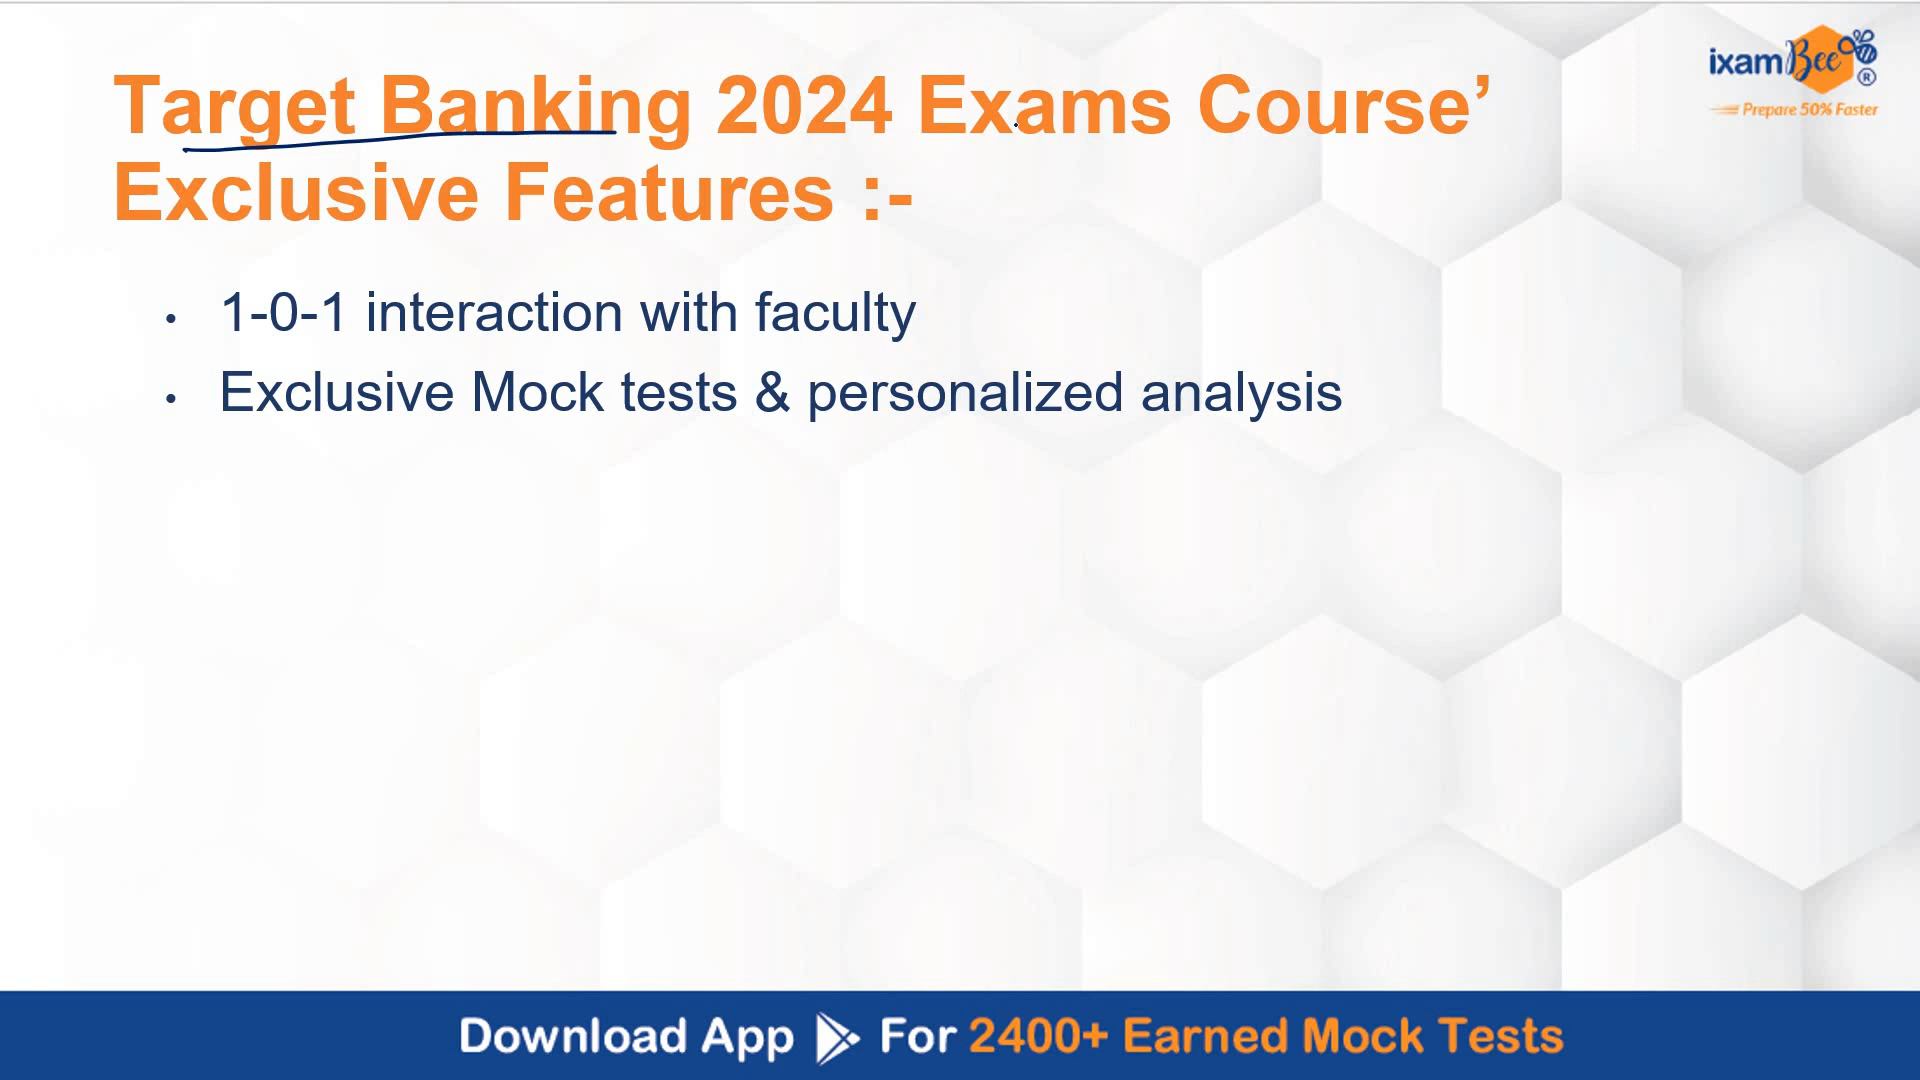 ixamBee®
Prepare 50% Faster
Target Banking 2024 Exams Course’
Exclusive Features :-
• 1-0-1 interaction with faculty
• Exclusive Mock tests & personalized analysis
Download App For 2400+ Earned Mock Tests